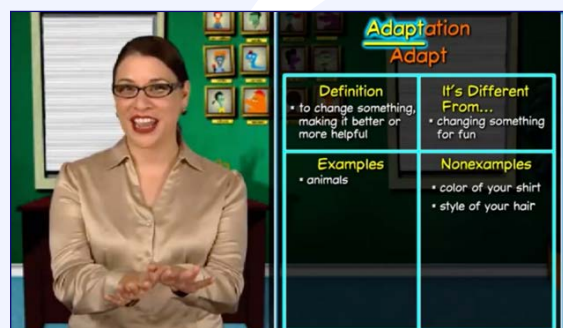 Adaptation
Adapt
Definition
• to change something,
making it better or
more helpful
It's Different
From...
• changing something
for fun
Examples
• animals
Nonexamples
• color of your shirt
• style of your hair